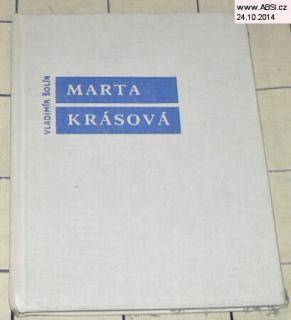 www.ABSI.cz
24.10.2014
VLADIMÍR ŠOLÍN
MARTA
KRÁSOVÁ